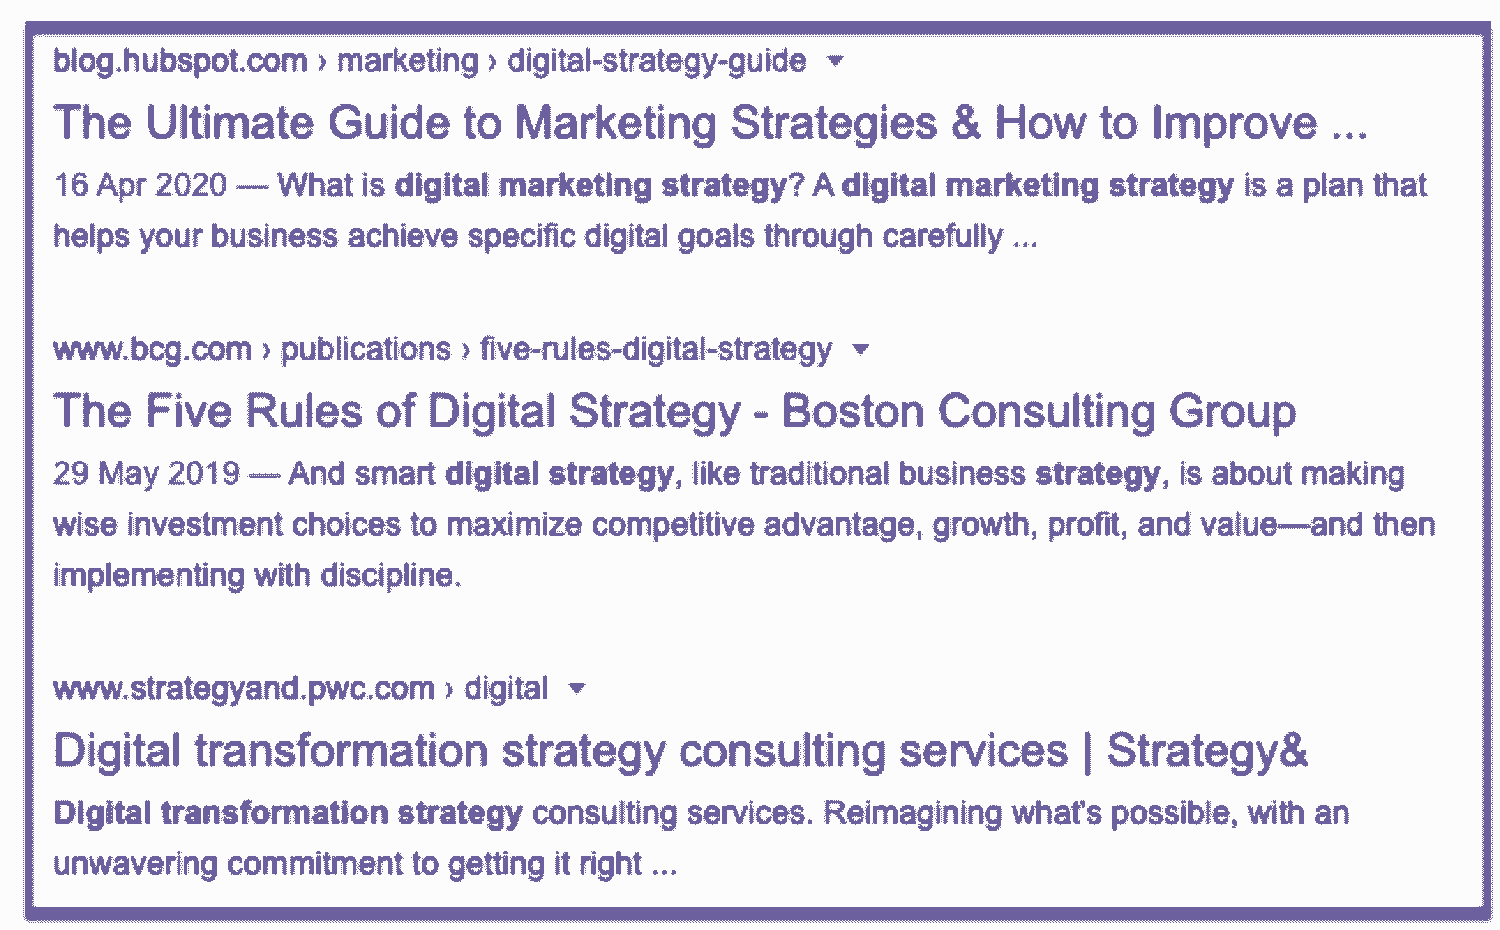 blog.hubspot.com › marketing › digital-strategy-guide ▼
The Ultimate Guide to Marketing Strategies & How to Improve ...
16 Apr 2020 — What is digital marketing strategy? A digital marketing strategy is a plan that
helps your business achieve specific digital goals through carefully ...
www.bcg.com › publications › five-rules-digital-strategy ▼
The Five Rules of Digital Strategy - Boston Consulting Group
29 May 2019 — And smart digital strategy, like traditional business strategy, is about making
wise investment choices to maximize competitive advantage, growth, profit, and value—and then
implementing with discipline.
www.strategyand.pwc.com › digital ▼
Digital transformation strategy consulting services | Strategy&
Digital transformation strategy consulting services. Reimagining what's possible, with an
unwavering commitment to getting it right ...